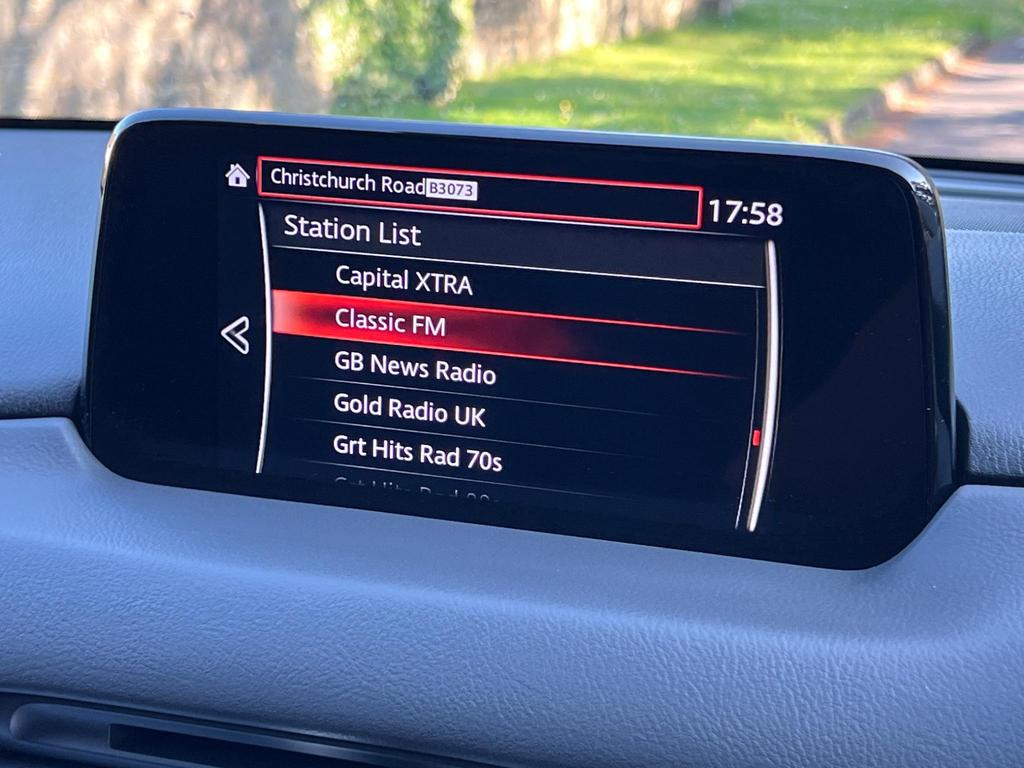 Christchurch Road B3073
17:58
Station List
Capital XTRA
Classic FM
GB News Radio
Gold Radio UK
Grt Hits Rad 70s